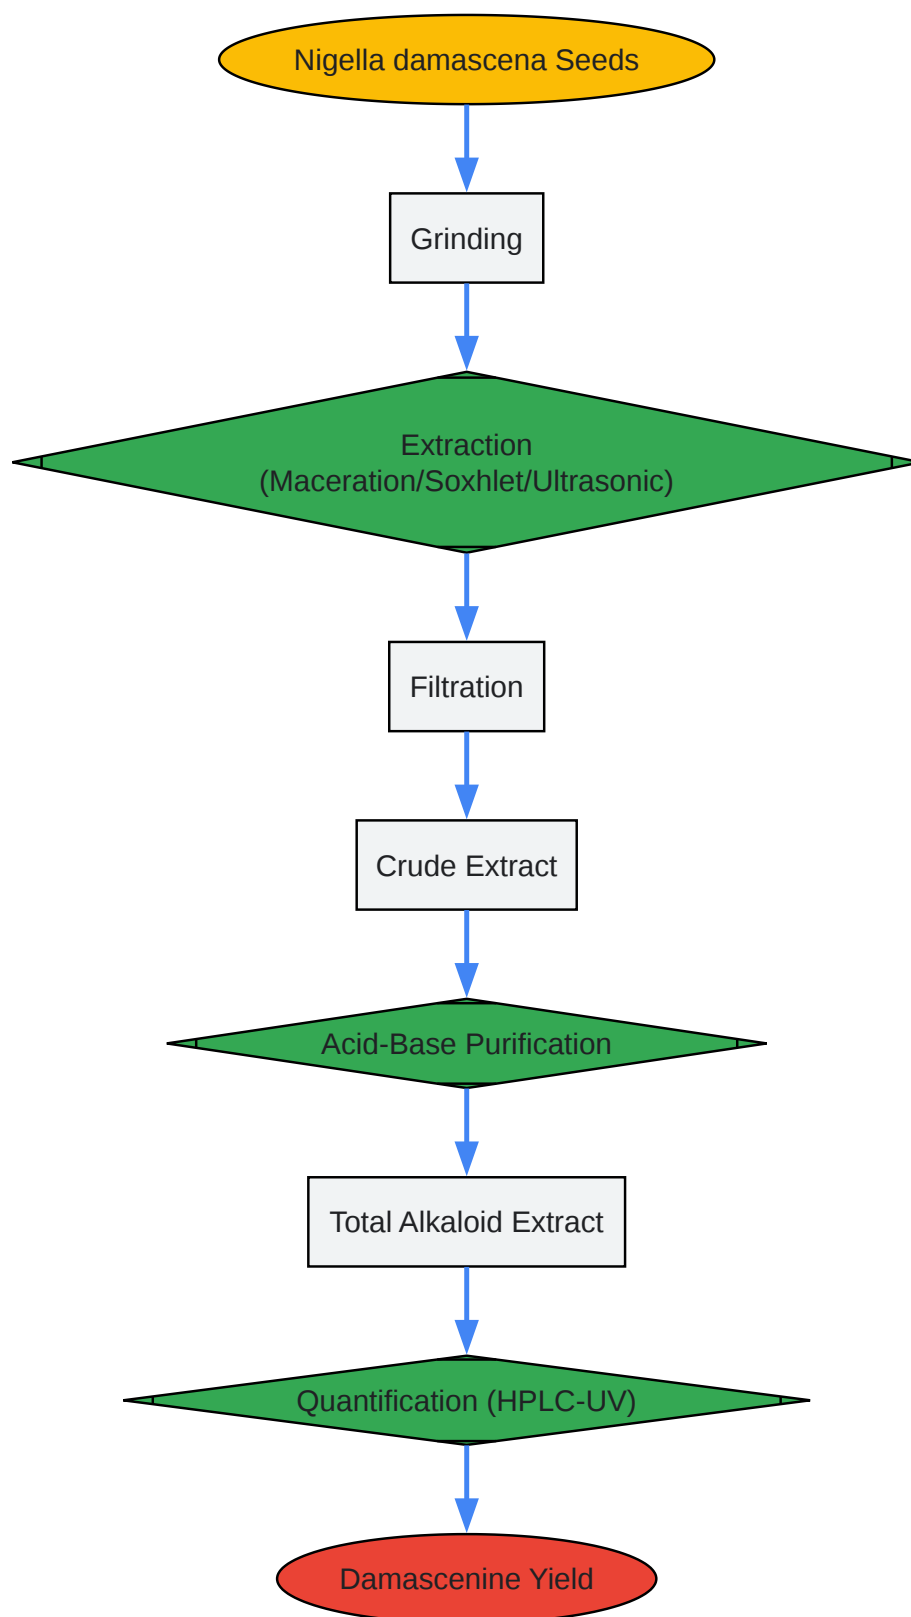 Nigella damascena Seeds
Grinding
Extraction
(Maceration/Soxhlet/Ultrasonic)
Filtration
Crude Extract
Acid-Base Purification
Total Alkaloid Extract
Quantification (HPLC-UV)
Damascenine Yield